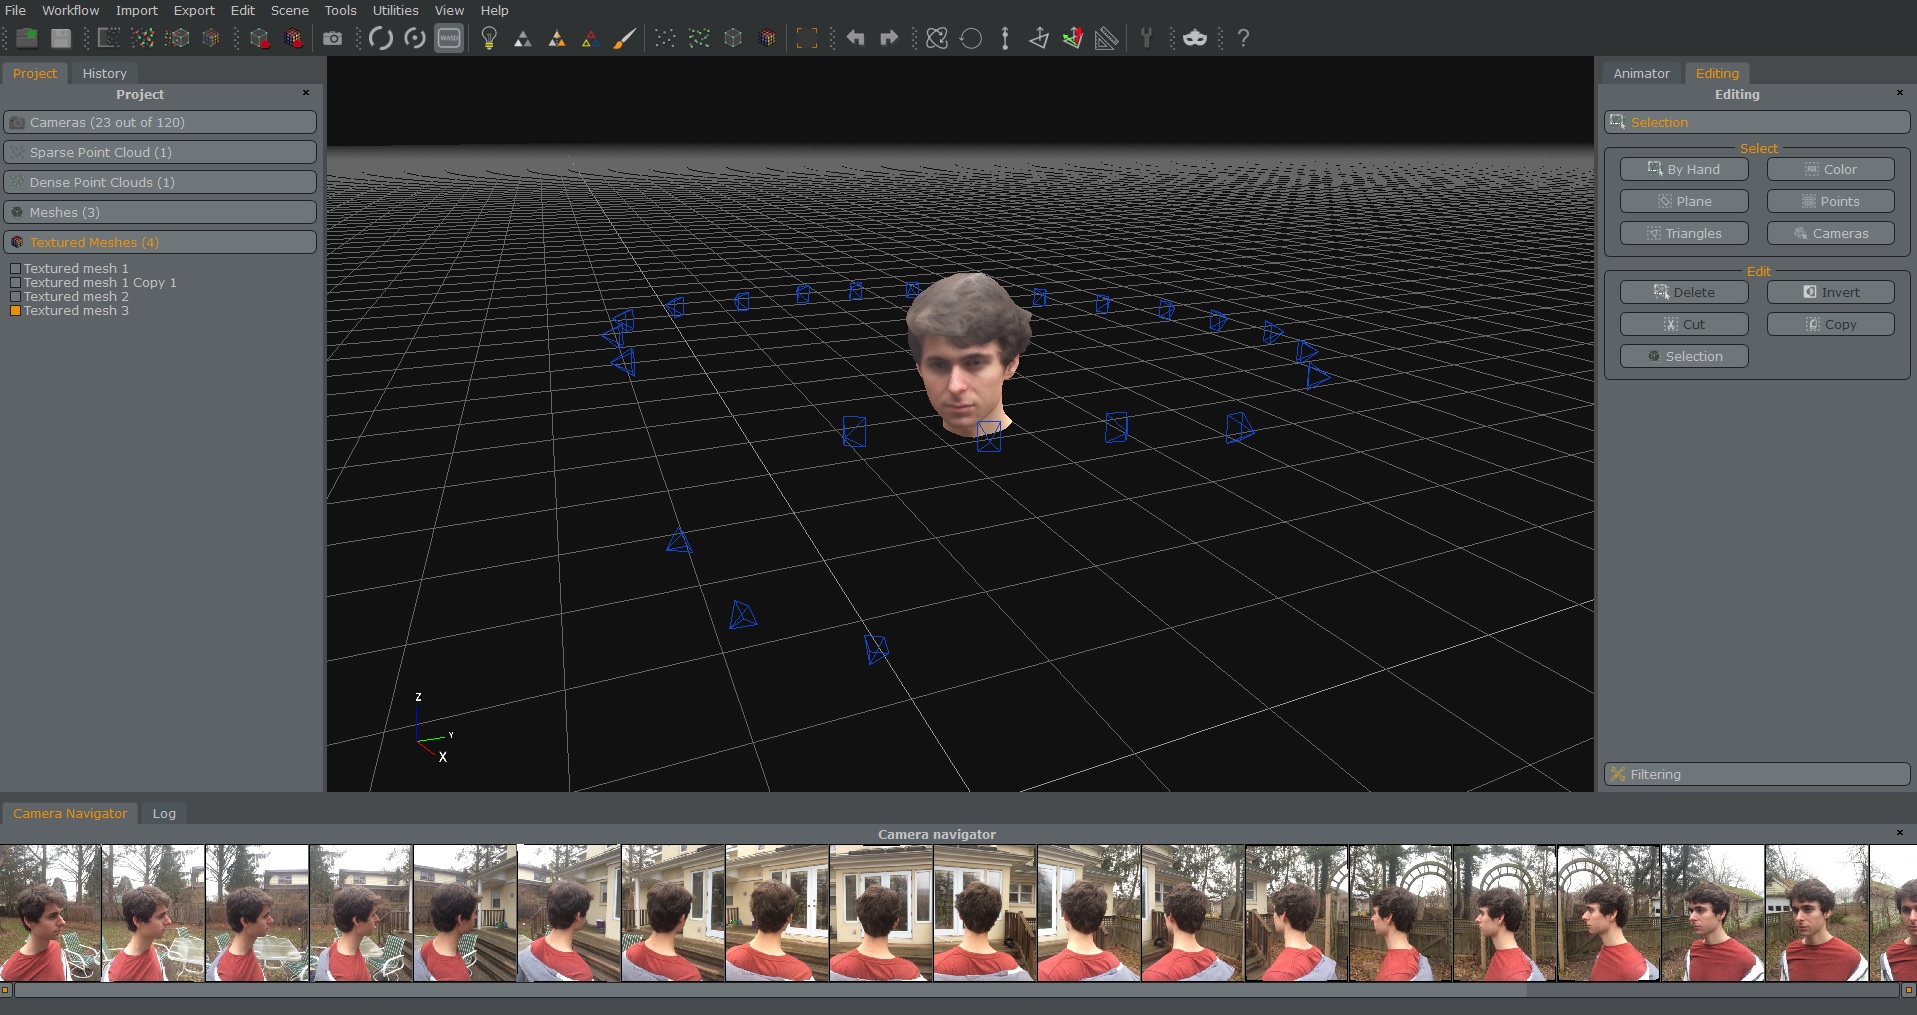 File Workflow Import Export Edit Scene Tools Utilities View Help
WASD
?
Project History
Project
Cameras (23 out of 120)
Sparse Point Cloud (1)
Dense Point Clouds (1)
Meshes (3)
Textured Meshes (4)
Textured mesh 1
Textured mesh 1 Copy 1
Textured mesh 2
Textured mesh 3
Z
Y
X
Animator Editing
Editing
Selection
Select
By Hand Color
Plane Points
Triangles Cameras
Edit
Delete Invert
Cut Copy
Selection
Filtering
Camera Navigator Log
Camera navigator